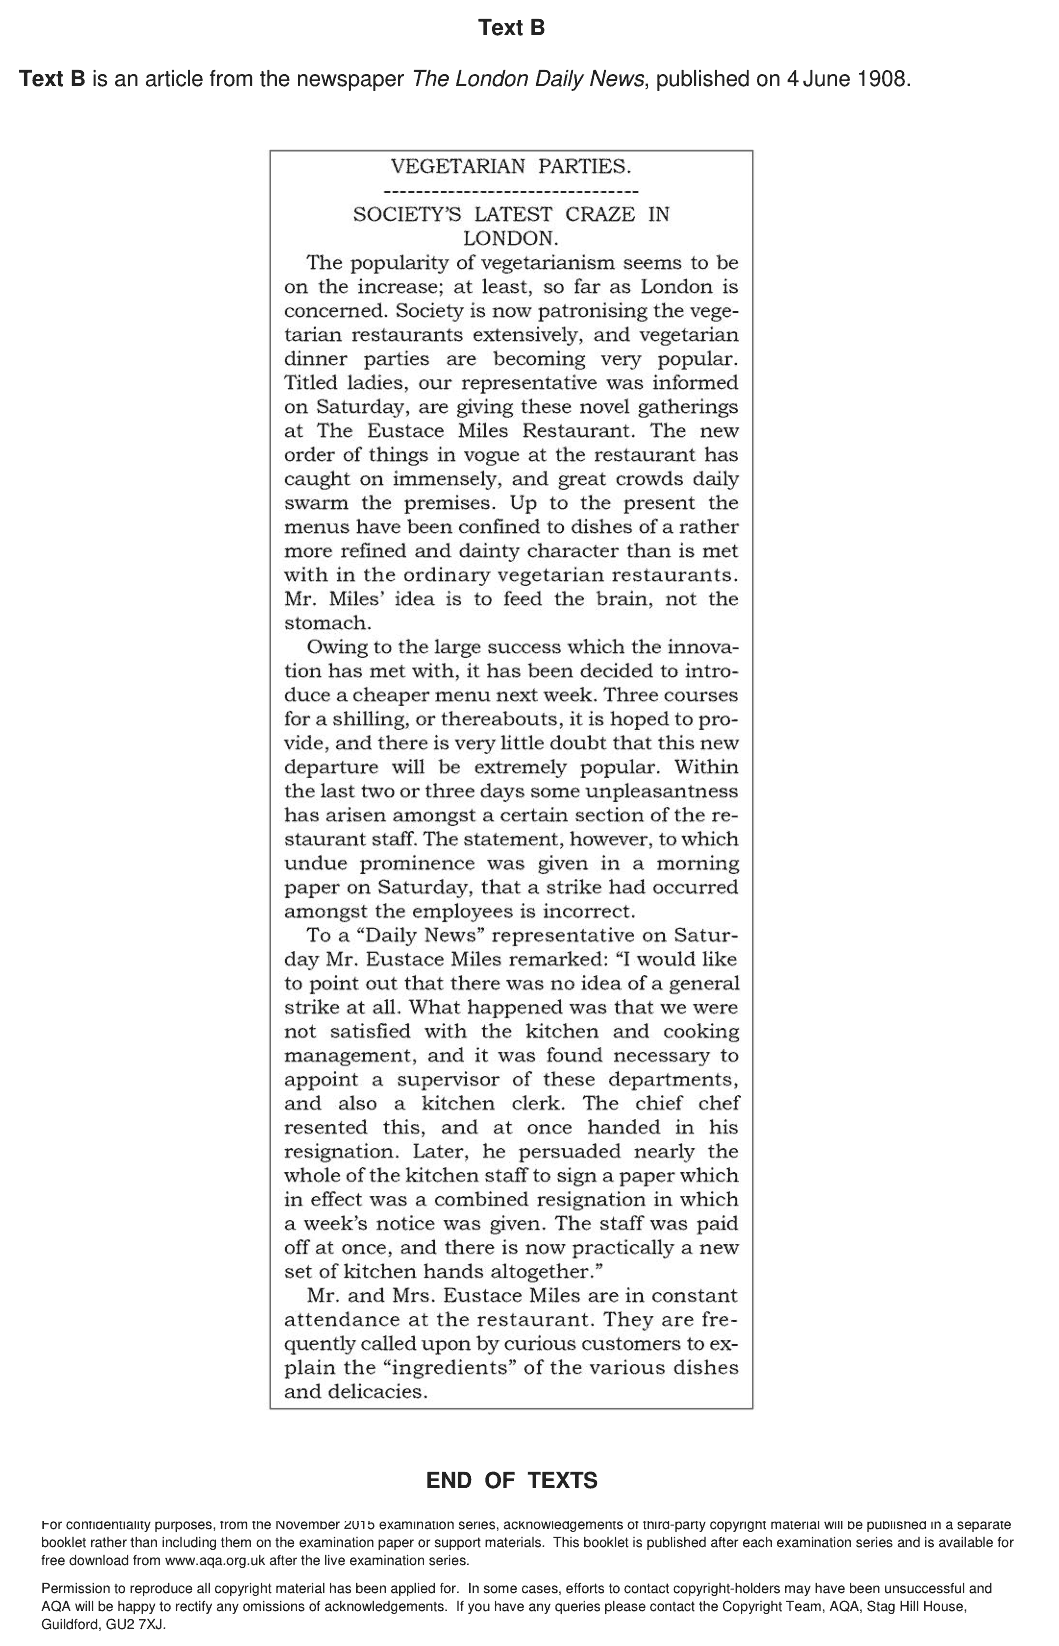 Text B
Text B is an article from the newspaper The London Daily News, published on 4 June 1908.
VEGETARIAN PARTIES.
--------------------------------
SOCIETY'S LATEST CRAZE IN
LONDON.
The popularity of vegetarianism seems to be
on the increase; at least, so far as London is
concerned. Society is now patronising the vege-
tarian restaurants extensively, and vegetarian
dinner parties are becoming very popular.
Titled ladies, our representative was informed
on Saturday, are giving these novel gatherings
at The Eustace Miles Restaurant. The new
order of things in vogue at the restaurant has
caught on immensely, and great crowds daily
swarm the premises. Up to the present the
menus have been confined to dishes of a rather
more refined and dainty character than is met
with in the ordinary vegetarian restaurants.
Mr. Miles' idea is to feed the brain, not the
stomach.
Owing to the large success which the innova-
tion has met with, it has been decided to intro-
duce a cheaper menu next week. Three courses
for a shilling, or thereabouts, it is hoped to pro-
vide, and there is very little doubt that this new
departure will be extremely popular. Within
the last two or three days some unpleasantness
has arisen amongst a certain section of the re-
staurant staff. The statement, however, to which
undue prominence was given in a morning
paper on Saturday, that a strike had occurred
amongst the employees is incorrect.
To a “Daily News” representative on Satur-
day Mr. Eustace Miles remarked: “I would like
to point out that there was no idea of a general
strike at all. What happened was that we were
not satisfied with the kitchen and cooking
management, and it was found necessary to
appoint a supervisor of these departments,
and also a kitchen clerk. The chief chef
resented this, and at once handed in his
resignation. Later, he persuaded nearly the
whole of the kitchen staff to sign a paper which
in effect was a combined resignation in which
a week's notice was given. The staff was paid
off at once, and there is now practically a new
set of kitchen hands altogether.”
Mr. and Mrs. Eustace Miles are in constant
attendance at the restaurant. They are fre-
quently called upon by curious customers to ex-
plain the “ingredients” of the various dishes
and delicacies.
END OF TEXTS
For confidentiality purposes, from the November 2015 examination series, acknowledgements of third-party copyright material will be published in a separate
booklet rather than including them on the examination paper or support materials. This booklet is published after each examination series and is available for
free download from www.aqa.org.uk after the live examination series.
Permission to reproduce all copyright material has been applied for. In some cases, efforts to contact copyright-holders may have been unsuccessful and
AQA will be happy to rectify any omissions of acknowledgements. If you have any queries please contact the Copyright Team, AQA, Stag Hill House,
Guildford, GU2 7XJ.